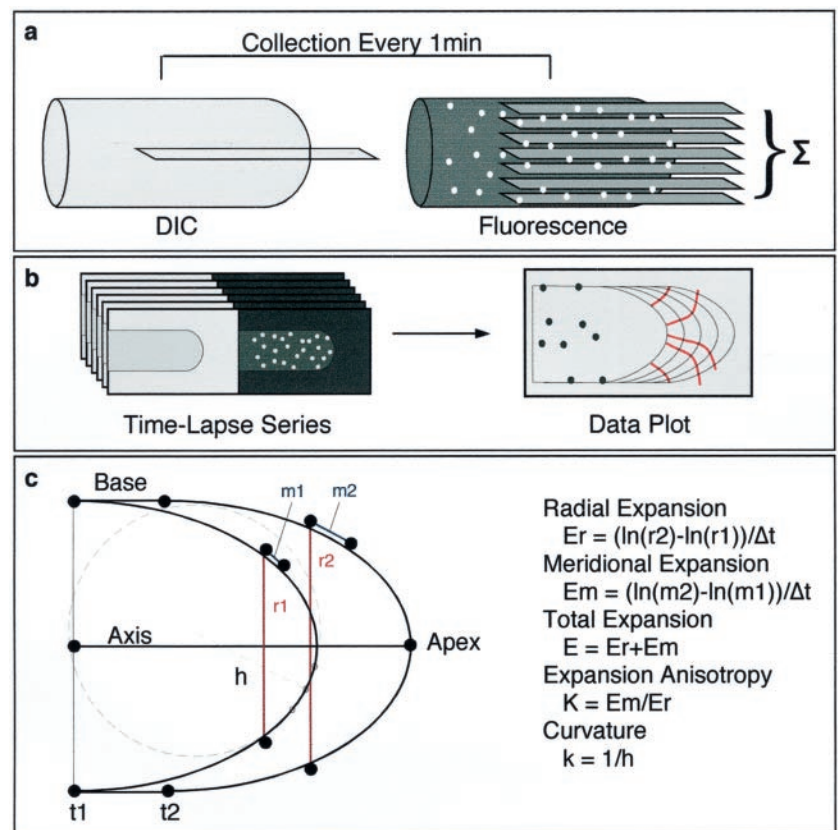 a
Collection Every 1min
Σ
DIC
Fluorescence
b
Time-Lapse Series
Data Plot
c
Base
m1
m2
r2
r1
Axis
Apex
h
t1
t2
Radial Expansion
Er = (ln(r2)-ln(r1))/Δt
Meridional Expansion
Em = (ln(m2)-ln(m1))/Δt
Total Expansion
E = Er+Em
Expansion Anisotropy
K = Em/Er
Curvature
k = 1/h